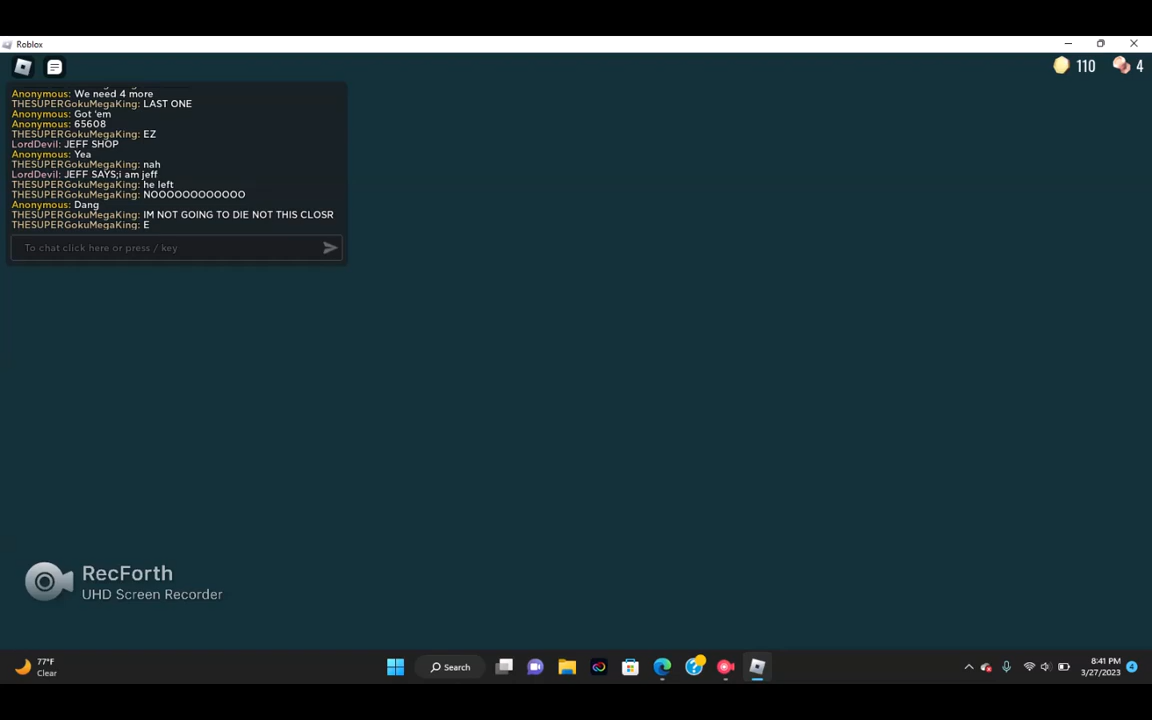 Roblox
110
4
Anonymous: We need 4 more
THESUPERGokuMegaKing: LAST ONE
Anonymous: Got 'em
Anonymous: 65608
THESUPERGokuMegaKing: EZ
LordDevil: JEFF SHOP
Anonymous: Yea
THESUPERGokuMegaKing: nah
LordDevil: JEFF SAYS;i am jeff
THESUPERGokuMegaKing: he left
THESUPERGokuMegaKing: NOOOOOOOOOOOO
Anonymous: Dang
THESUPERGokuMegaKing: IM NOT GOING TO DIE NOT THIS CLOSR
THESUPERGokuMegaKing: E
To chat click here or press / key
RecForth
UHD Screen Recorder
77°F
Clear
Search
8:41 PM
3/27/2023
4